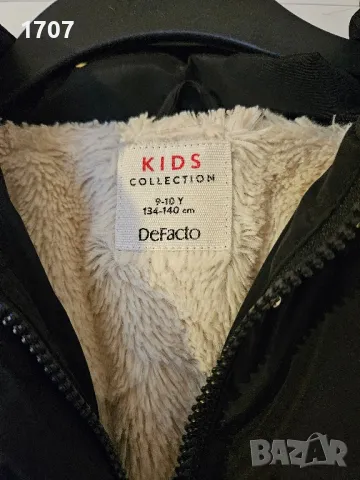 1707
KIDS
COLLECTION
9-10 Y
134-140 cm
DeFacto
BAZAR